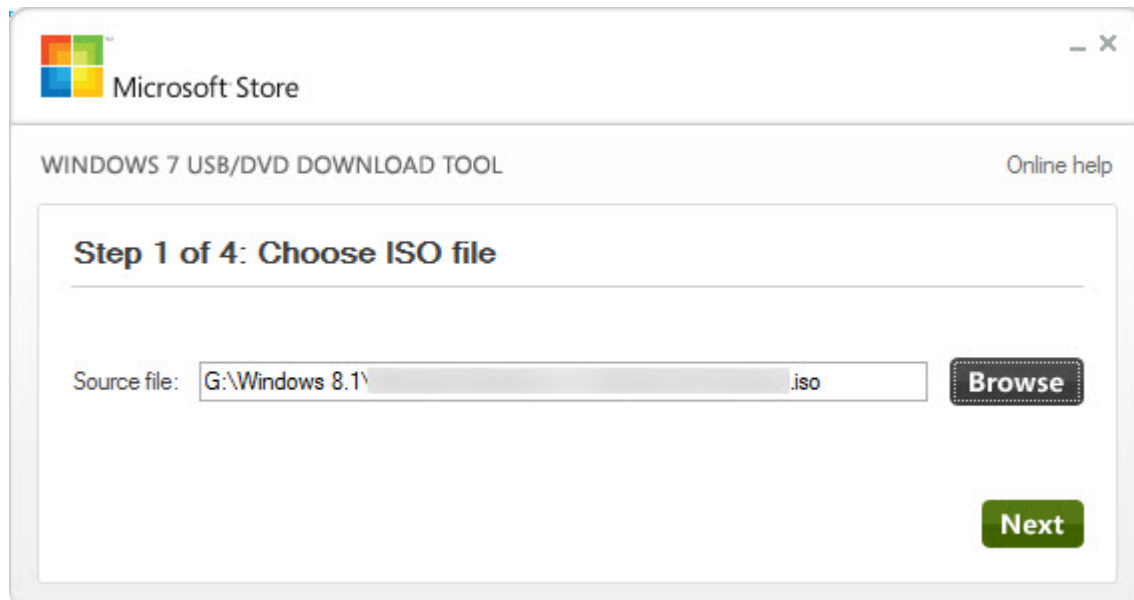 Microsoft Store
WINDOWS 7 USB/DVD DOWNLOAD TOOL Online help
Step 1 of 4: Choose ISO file
Source file: G:\Windows 8.1\ .iso Browse
Next